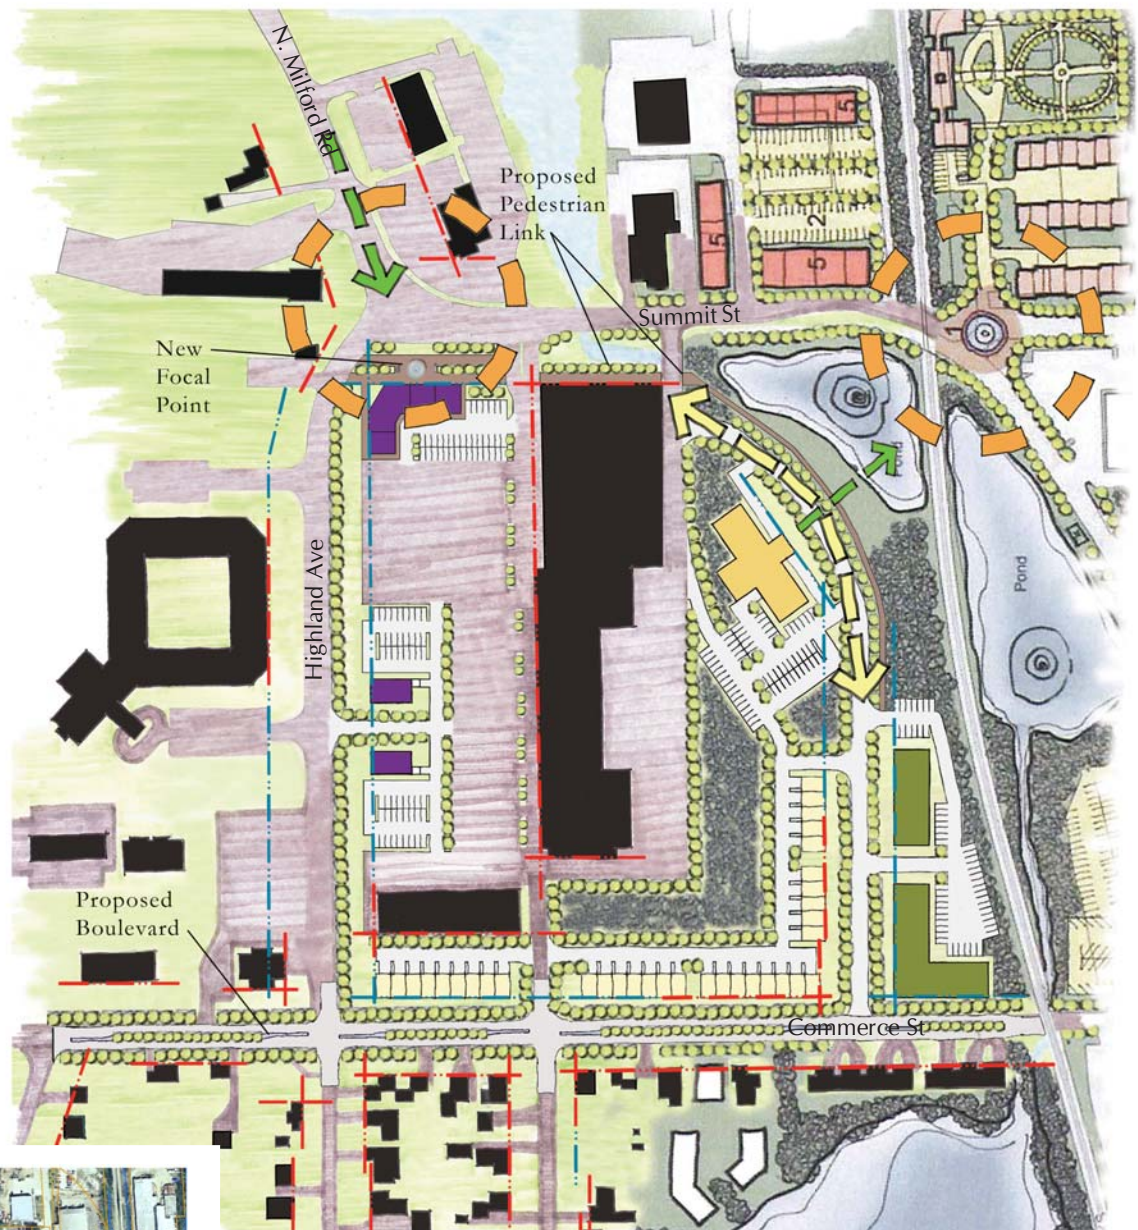 N. Milford Rd
Proposed
Pedestrian
Link
5
5
2
5
Summit St
1
New
Focal
Point
Pond
Highland Ave
Pond
Proposed
Boulevard
Commerce St